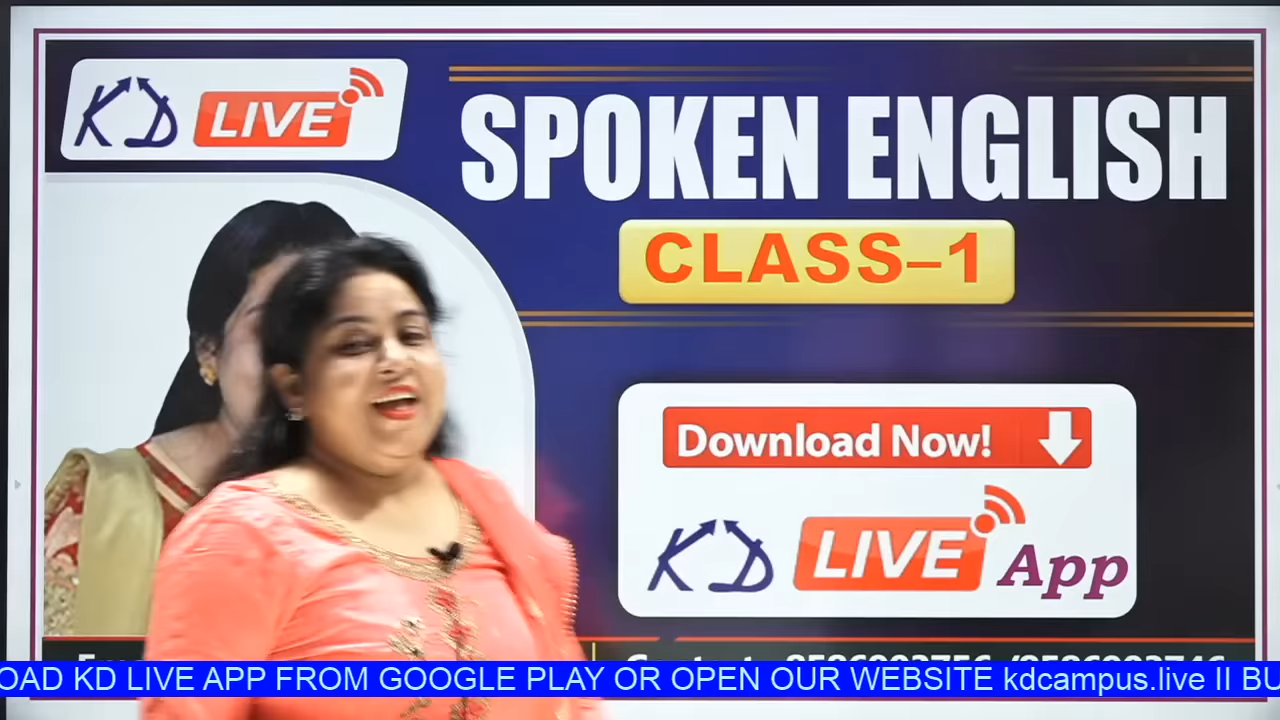 KD LIVE
SPOKEN ENGLISH
CLASS–1
Download Now!
KD LIVE App
OAD KD LIVE APP FROM GOOGLE PLAY OR OPEN OUR WEBSITE kdcampus.live II BU